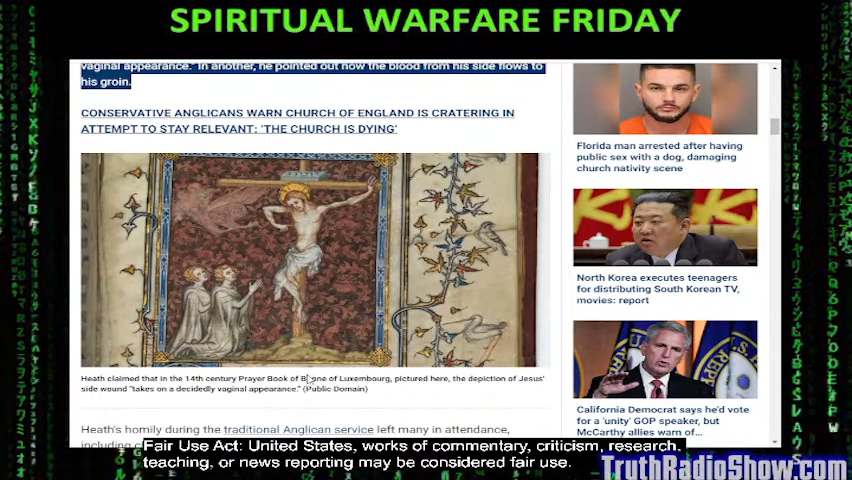 SPIRITUAL WARFARE FRIDAY
vaginal appearance." In another, he pointed out how the blood from his side flows to
his groin.
CONSERVATIVE ANGLICANS WARN CHURCH OF ENGLAND IS CRATERING IN
ATTEMPT TO STAY RELEVANT: 'THE CHURCH IS DYING'
Heath claimed that in the 14th century Prayer Book of Bonne of Luxembourg, pictured here, the depiction of Jesus'
side wound "takes on a decidedly vaginal appearance." (Public Domain)
Heath's homily during the traditional Anglican service left many in attendance,
including
Florida man arrested after having
public sex with a dog, damaging
church nativity scene
North Korea executes teenagers
for distributing South Korean TV,
movies: report
California Democrat says he'd vote
for a 'unity' GOP speaker, but
McCarthy allies warn of...
Fair Use Act: United States, works of commentary, criticism, research,
teaching, or news reporting may be considered fair use.
TruthRadioShow.com